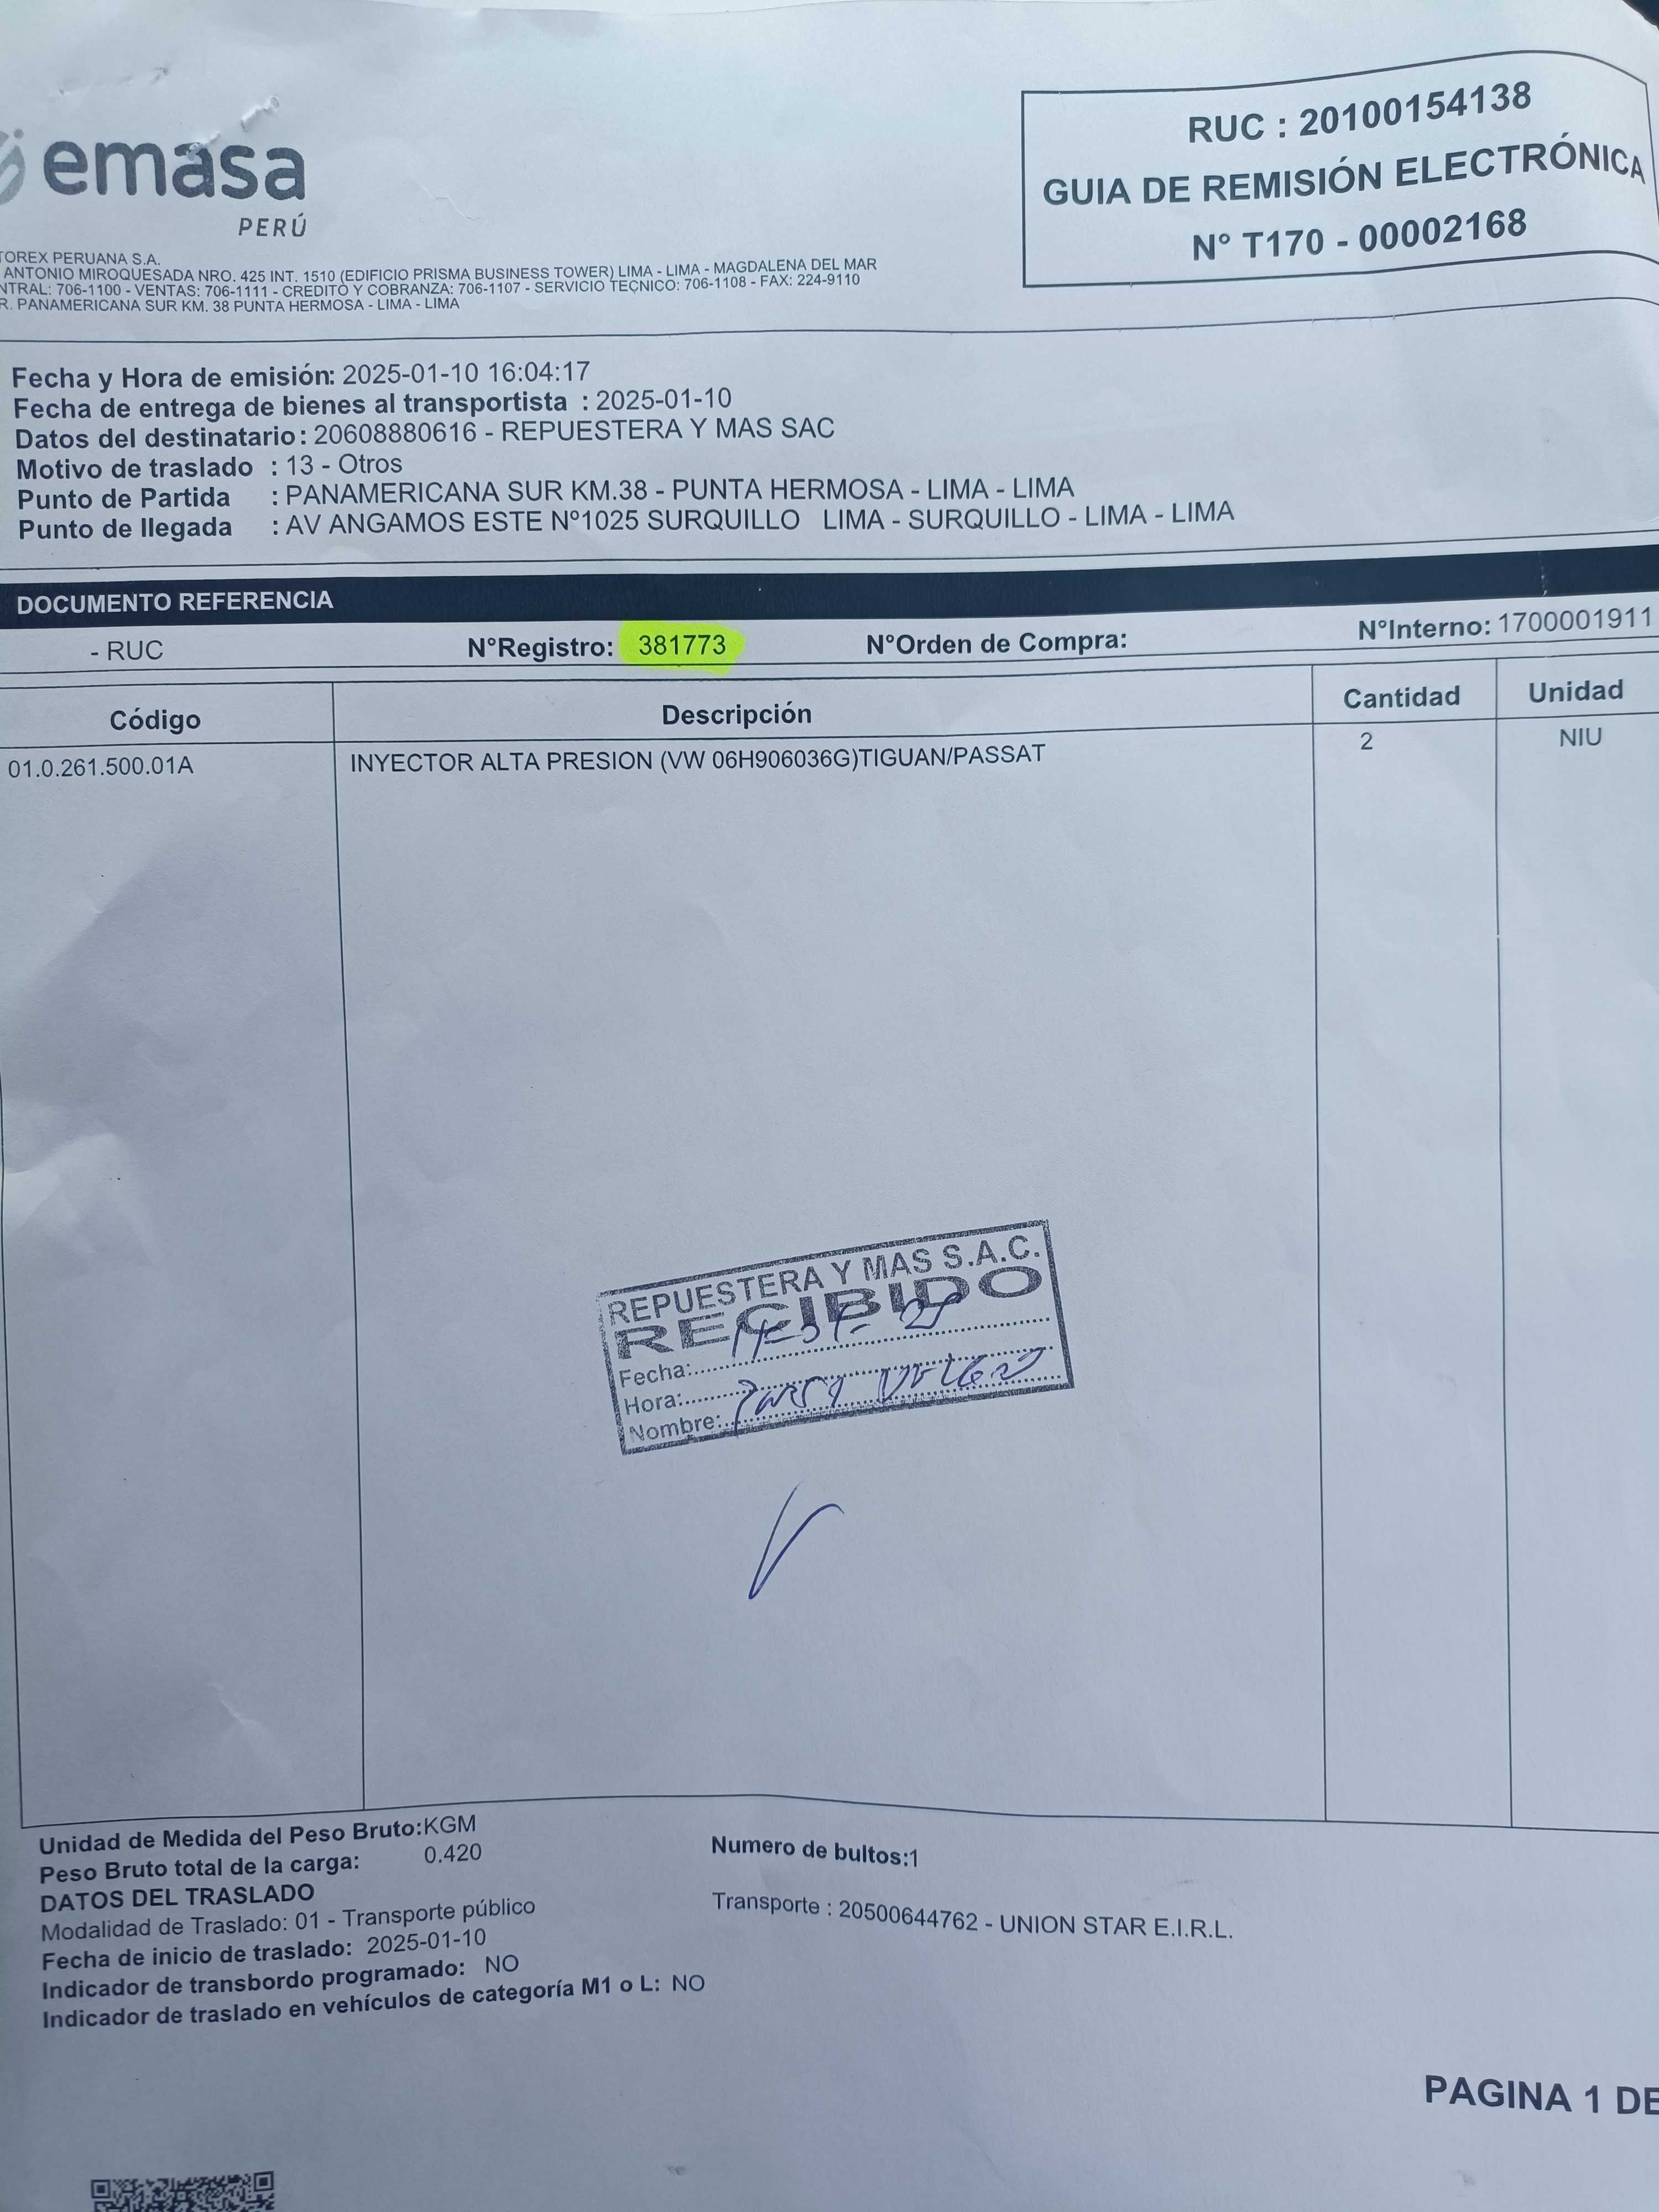 emasa
PERÚ
RUC : 20100154138
GUIA DE REMISIÓN ELECTRÓNICA
N° T170 - 00002168
TOREX PERUANA S.A.
ANTONIO MIROQUESADA NRO. 425 INT. 1510 (EDIFICIO PRISMA BUSINESS TOWER) LIMA - LIMA - MAGDALENA DEL MAR
NTRAL: 706-1100 - VENTAS: 706-1111 - CREDITO Y COBRANZA: 706-1107 - SERVICIO TECNICO: 706-1108 - FAX: 224-9110
R. PANAMERICANA SUR KM. 38 PUNTA HERMOSA - LIMA - LIMA
Fecha y Hora de emisión: 2025-01-10 16:04:17
Fecha de entrega de bienes al transportista : 2025-01-10
Datos del destinatario: 20608880616 - REPUESTERA Y MAS SAC
Motivo de traslado : 13 - Otros
Punto de Partida : PANAMERICANA SUR KM.38 - PUNTA HERMOSA - LIMA - LIMA
Punto de llegada : AV ANGAMOS ESTE Nº1025 SURQUILLO LIMA - SURQUILLO - LIMA - LIMA
DOCUMENTO REFERENCIA
- RUC N°Registro: 381773 N°Orden de Compra: N°Interno: 1700001911
Código Descripción Cantidad Unidad
01.0.261.500.01A INYECTOR ALTA PRESION (VW 06H906036G)TIGUAN/PASSAT 2 NIU
REPUESTERA Y MAS S.A.C.
RECIBIDO
Fecha:
Hora:
Nombre:
Unidad de Medida del Peso Bruto:KGM
Peso Bruto total de la carga: 0.420
Numero de bultos:1
DATOS DEL TRASLADO
Modalidad de Traslado: 01 - Transporte público
Transporte : 20500644762 - UNION STAR E.I.R.L.
Fecha de inicio de traslado: 2025-01-10
Indicador de transbordo programado: NO
Indicador de traslado en vehículos de categoría M1 o L: NO
PAGINA 1 DE